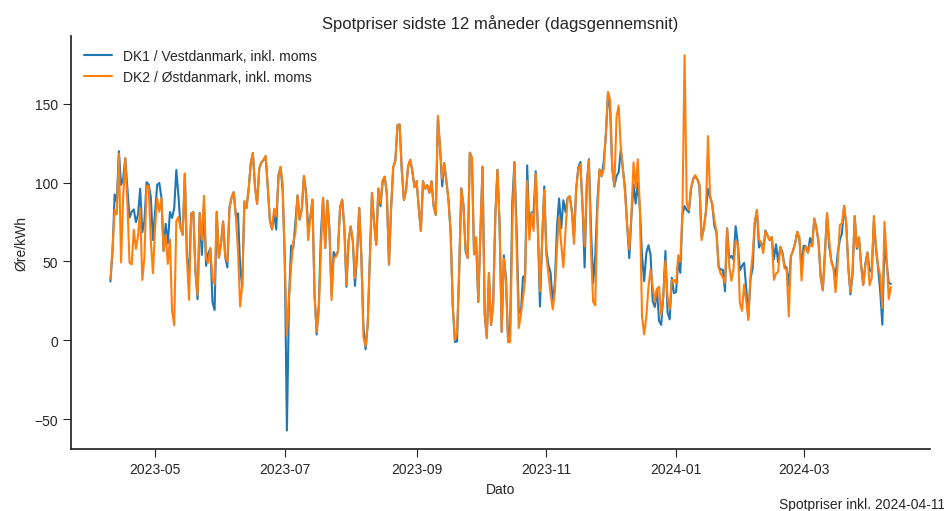 Spotpriser sidste 12 måneder (dagsgennemsnit)
DK1 / Vestdanmark, inkl. moms
DK2 / Østdanmark, inkl. moms
150
100
50
0
−50
Øre/kWh
2023-05
2023-07
2023-09
2023-11
2024-01
2024-03
Dato
Spotpriser inkl. 2024-04-11